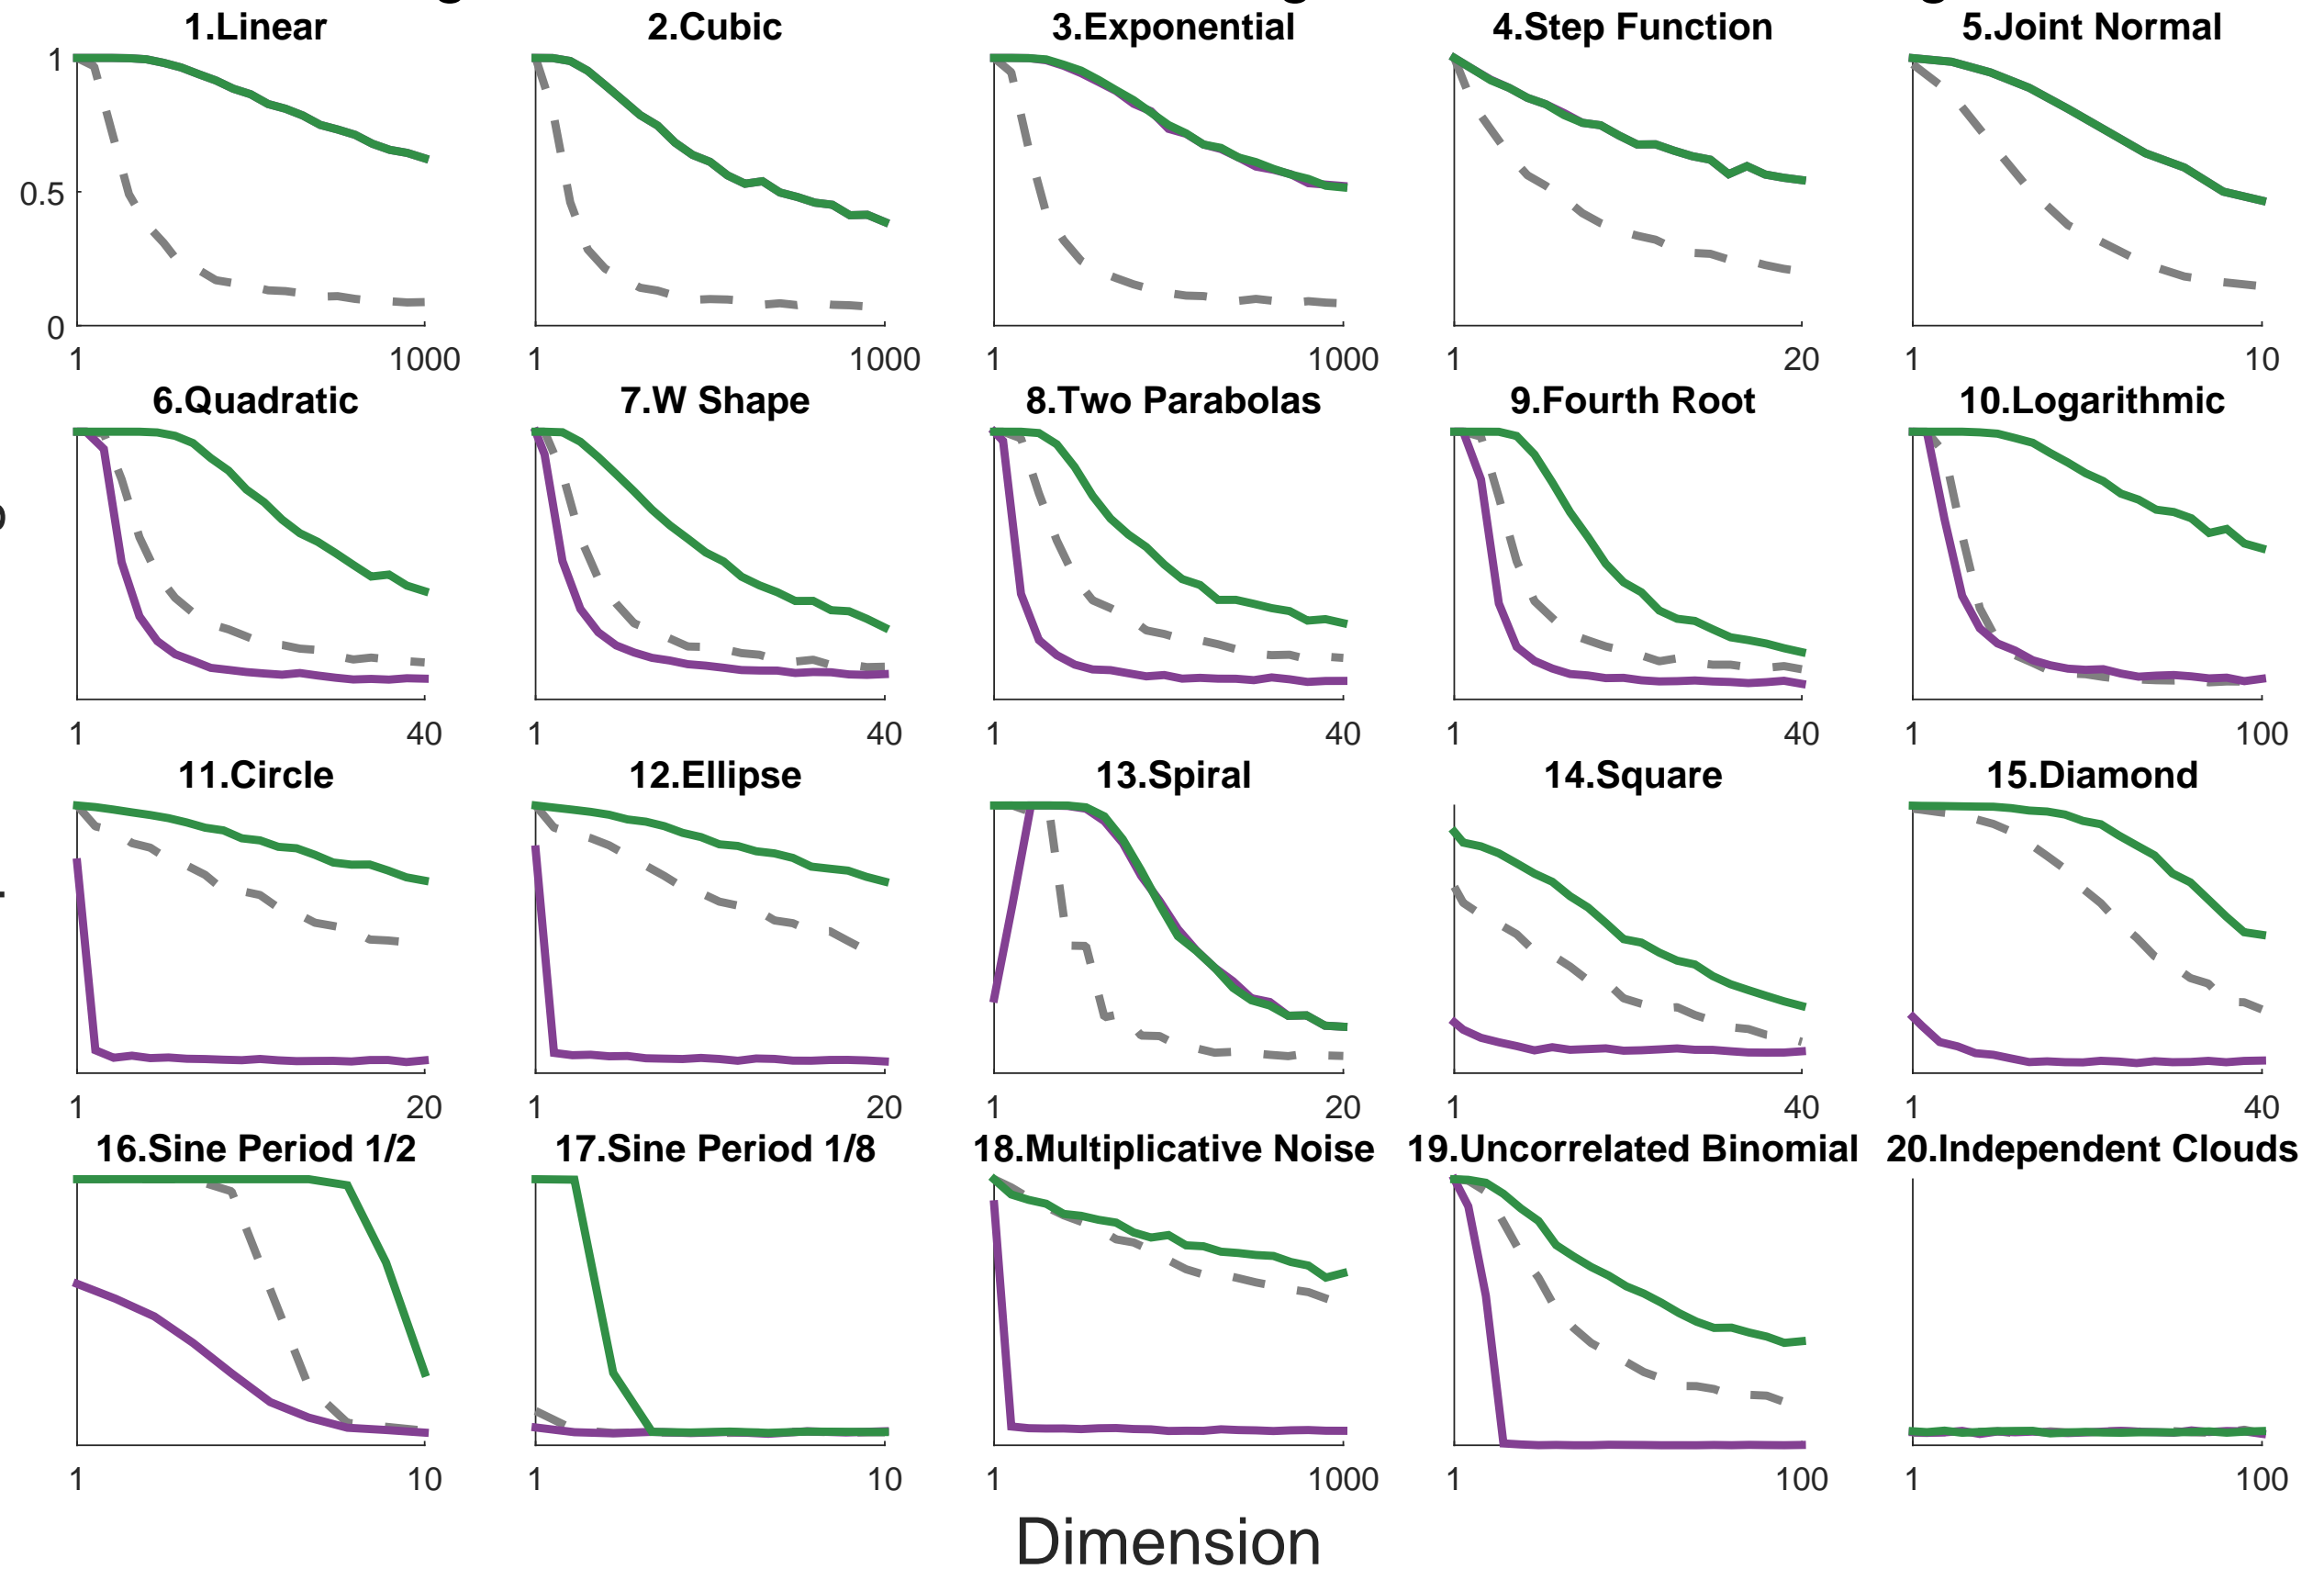 1.Linear 2.Cubic 3.Exponential 4.Step Function 5.Joint Normal
1
0.5
0
1 1000 1 1000 1 1000 1 20 1 10
6.Quadratic 7.W Shape 8.Two Parabolas 9.Fourth Root 10.Logarithmic
1 40 1 40 1 40 1 40 1 100
11.Circle 12.Ellipse 13.Spiral 14.Square 15.Diamond
1 20 1 20 1 20 1 40 1 40
16.Sine Period 1/2 17.Sine Period 1/8 18.Multiplicative Noise 19.Uncorrelated Binomial 20.Independent Clouds
1 10 1 10 1 1000 1 100 1 100
Dimension